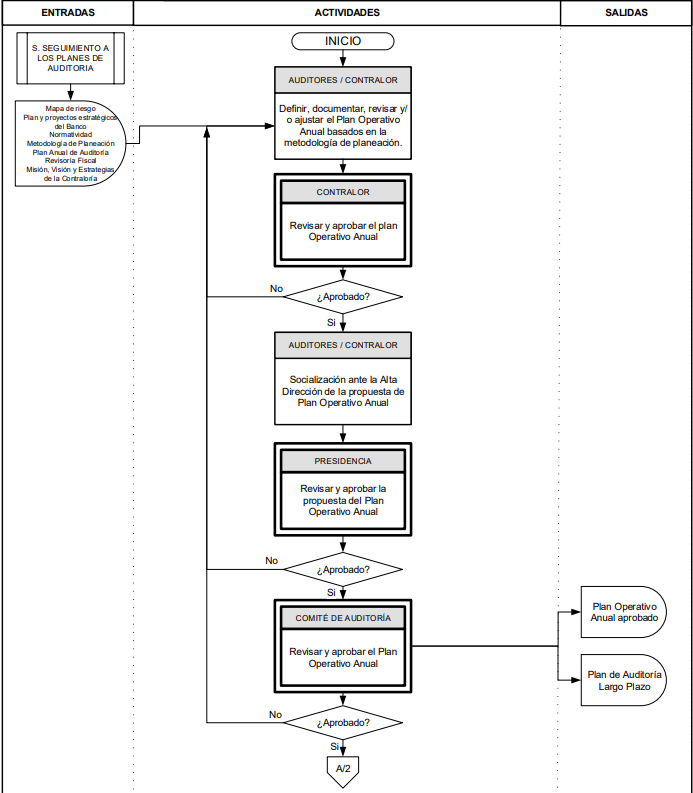 ENTRADAS
ACTIVIDADES
SALIDAS
S. SEGUIMIENTO A
LOS PLANES DE
AUDITORIA
Mapa de riesgo
Plan y proyectos estratégicos
del Banco
Normatividad
Metodología de Planeación
Plan Anual de Auditoría
Revisoría Fiscal
Misión, Visión y Estrategias
de la Contraloría
INICIO
AUDITORES / CONTRALOR
Definir, documentar, revisar y/
o ajustar el Plan Operativo
Anual basados en la
metodología de planeación.
CONTRALOR
Revisar y aprobar el plan
Operativo Anual
¿Aprobado?
No
Si
AUDITORES / CONTRALOR
Socialización ante la Alta
Dirección de la propuesta de
Plan Operativo Anual
PRESIDENCIA
Revisar y aprobar la
propuesta del Plan
Operativo Anual
¿Aprobado?
No
Si
COMITÉ DE AUDITORÍA
Revisar y aprobar el Plan
Operativo Anual
¿Aprobado?
No
Si
A/2
Plan Operativo
Anual aprobado
Plan de Auditoría
Largo Plazo